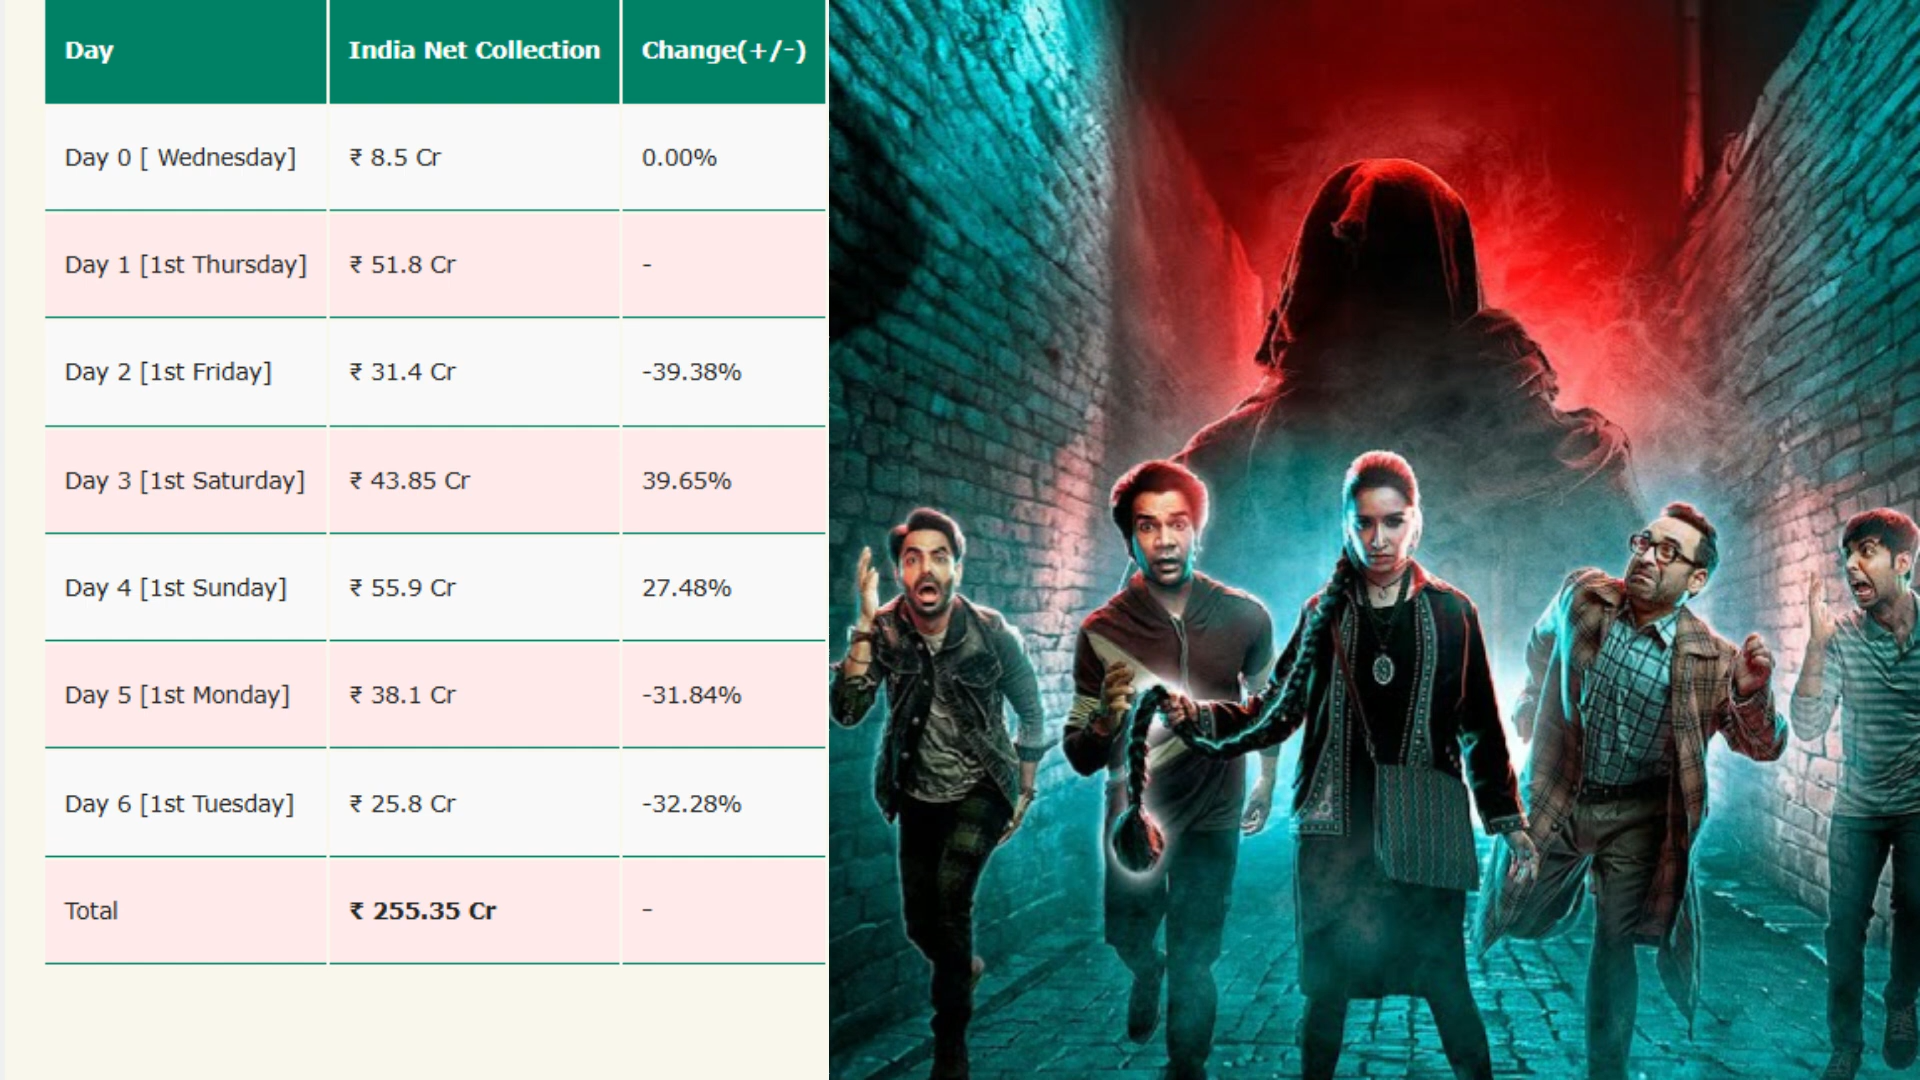 Day India Net Collection Change(+/-)
Day 0 [ Wednesday] ₹ 8.5 Cr 0.00%
Day 1 [1st Thursday] ₹ 51.8 Cr -
Day 2 [1st Friday] ₹ 31.4 Cr -39.38%
Day 3 [1st Saturday] ₹ 43.85 Cr 39.65%
Day 4 [1st Sunday] ₹ 55.9 Cr 27.48%
Day 5 [1st Monday] ₹ 38.1 Cr -31.84%
Day 6 [1st Tuesday] ₹ 25.8 Cr -32.28%
Total ₹ 255.35 Cr -